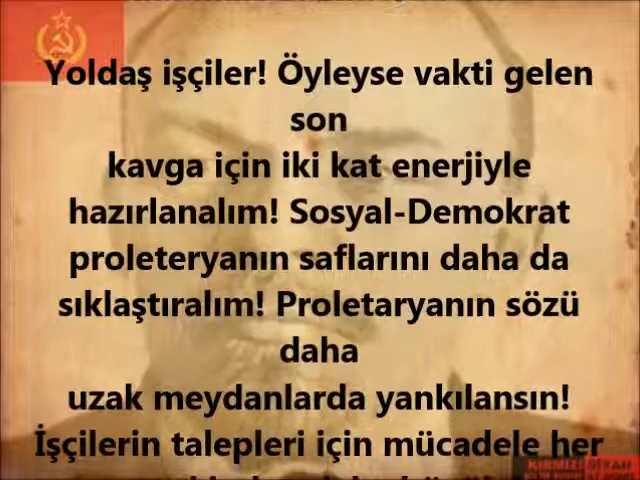 Yoldaş işçiler! Öyleyse vakti gelen
son
kavga için iki kat enerjiyle
hazırlanalım! Sosyal-Demokrat
proleteryanın saflarını daha da
sıklaştıralım! Proletaryanın sözü
daha
uzak meydanlarda yankılansın!
İşçilerin talepleri için mücadele her